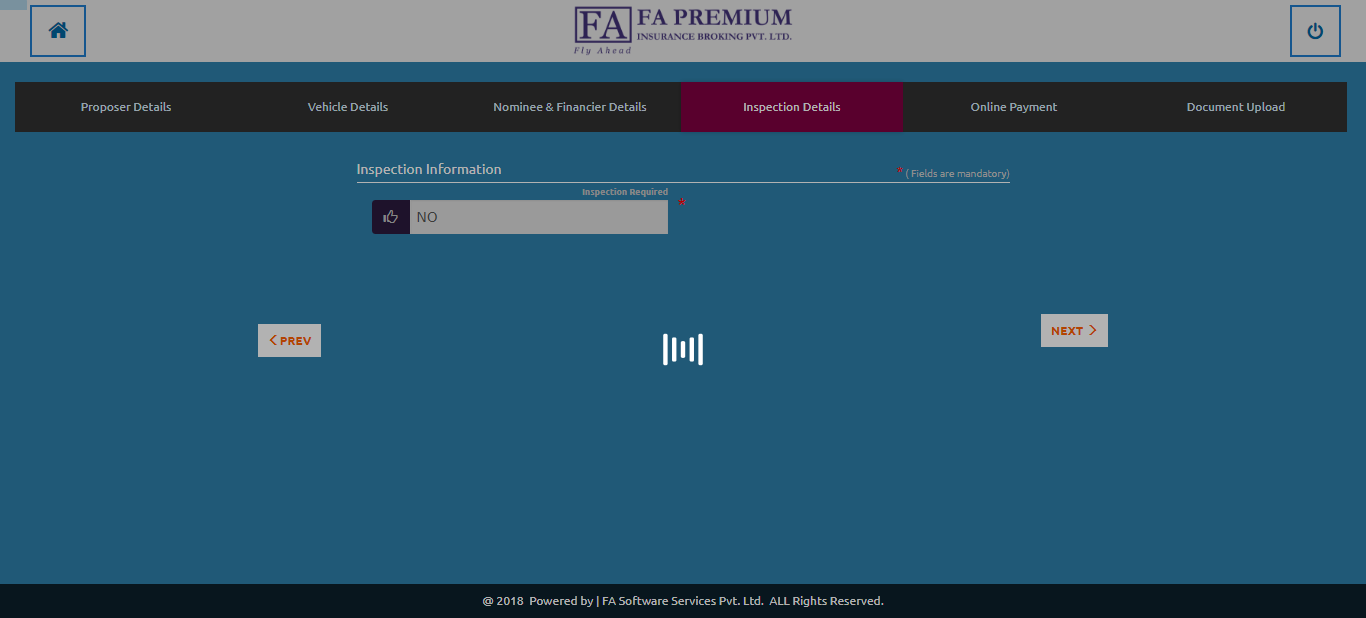 FA FA PREMIUM
INSURANCE BROKING PVT. LTD.
Fly Ahead
Proposer Details Vehicle Details Nominee & Financier Details Inspection Details Online Payment Document Upload
Inspection Information * ( Fields are mandatory)
Inspection Required
NO *
PREV NEXT
@ 2018 Powered by | FA Software Services Pvt. Ltd. ALL Rights Reserved.